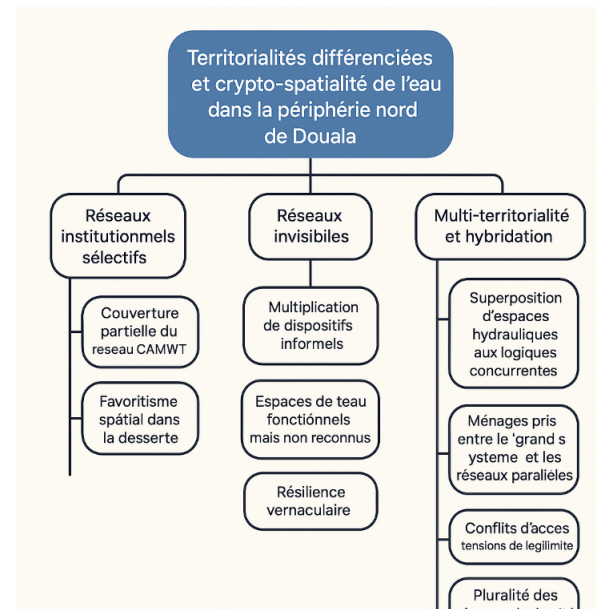 Territorialités différenciées
et crypto-spatialité de l'eau
dans la périphérie nord
de Douala
Réseaux
institutionnels
sélectifs
Couverture
partielle du
reseau CAMWT
Favoritisme
spátial dans
la desserte
Réseaux
invisibles
Multiplication
de dispositifs
informels
Espaces de teau
fonctiónnels
mais non reconnus
Résilience
vernaculaire
Multi-territorialité
et hybridation
Superposition
d'espaces
hydrauliques
aux logiques
concurrentes
Ménages pris
entre le 'grand s
ysteme et les
réseaux paraliéles
Conflits d'acces
tensions de legilimite
Pluralité des